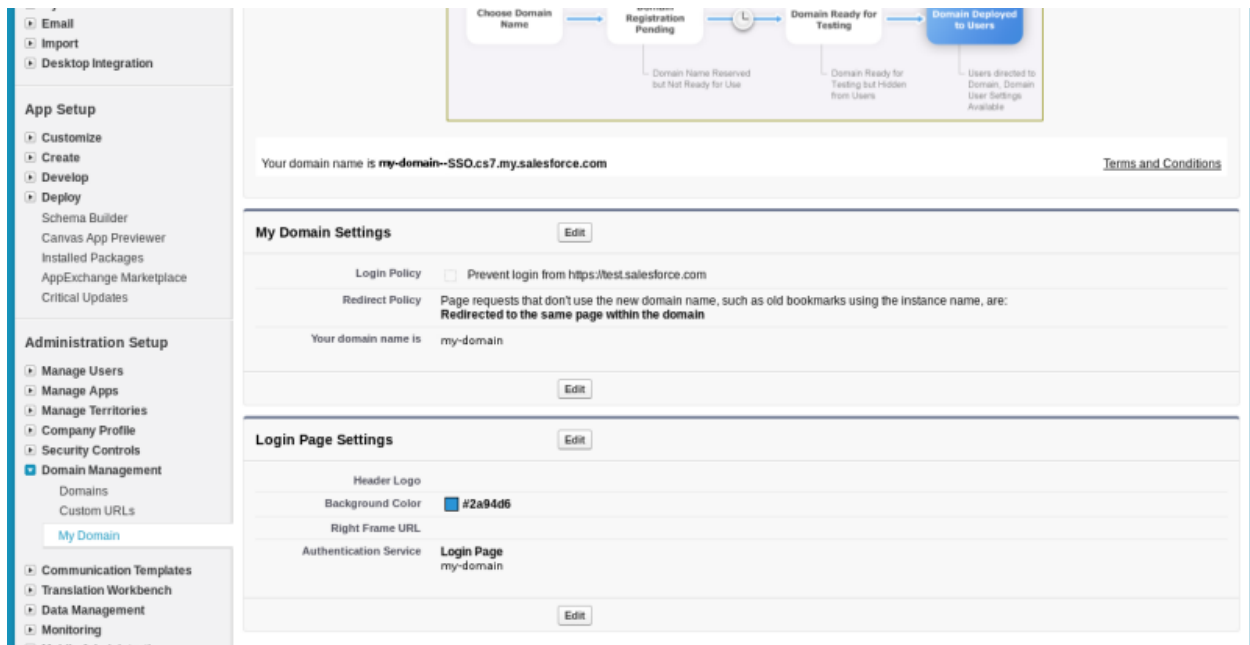 Email
Import
Desktop Integration
App Setup
Customize
Create
Develop
Deploy
Schema Builder
Canvas App Previewer
Installed Packages
AppExchange Marketplace
Critical Updates
Administration Setup
Manage Users
Manage Apps
Manage Territories
Company Profile
Security Controls
Domain Management
Domains
Custom URLs
My Domain
Communication Templates
Translation Workbench
Data Management
Monitoring
Choose Domain
Name
Registration
Pending
Domain Ready for
Testing
Domain Deployed
to Users
Domain Name Reserved
but Not Ready for Use
Domain Ready for
Testing but Hidden
from Users
Users directed to
Domain, Domain
User Settings
Available
Your domain name is my-domain--SSO.cs7.my.salesforce.com
Terms and Conditions
My Domain Settings
Edit
Login Policy
Prevent login from https://test.salesforce.com
Redirect Policy
Page requests that don't use the new domain name, such as old bookmarks using the instance name, are:
Redirected to the same page within the domain
Your domain name is
my-domain
Edit
Login Page Settings
Edit
Header Logo
Background Color
#2a94d6
Right Frame URL
Authentication Service
Login Page
my-domain
Edit